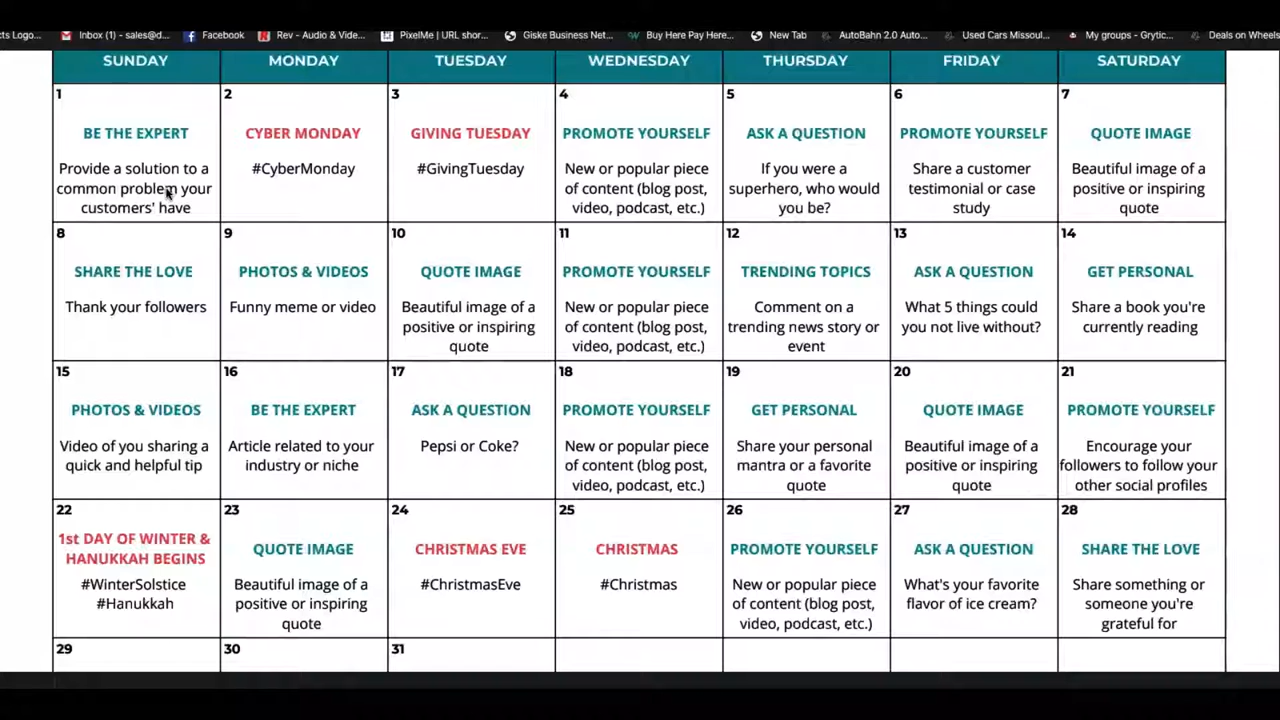 cts Logo... Inbox (1) - sales@d... Facebook Rev - Audio & Vide... PixelMe | URL shor... Giske Business Net... Buy Here Pay Here... New Tab AutoBahn 2.0 Auto... Used Cars Missoul... My groups - Grytic... Deals on Wheels
SUNDAY MONDAY TUESDAY WEDNESDAY THURSDAY FRIDAY SATURDAY
1
BE THE EXPERT
Provide a solution to a
common problem your
customers' have
2
CYBER MONDAY
#CyberMonday
3
GIVING TUESDAY
#GivingTuesday
4
PROMOTE YOURSELF
New or popular piece
of content (blog post,
video, podcast, etc.)
5
ASK A QUESTION
If you were a
superhero, who would
you be?
6
PROMOTE YOURSELF
Share a customer
testimonial or case
study
7
QUOTE IMAGE
Beautiful image of a
positive or inspiring
quote
8
SHARE THE LOVE
Thank your followers
9
PHOTOS & VIDEOS
Funny meme or video
10
QUOTE IMAGE
Beautiful image of a
positive or inspiring
quote
11
PROMOTE YOURSELF
New or popular piece
of content (blog post,
video, podcast, etc.)
12
TRENDING TOPICS
Comment on a
trending news story or
event
13
ASK A QUESTION
What 5 things could
you not live without?
14
GET PERSONAL
Share a book you're
currently reading
15
PHOTOS & VIDEOS
Video of you sharing a
quick and helpful tip
16
BE THE EXPERT
Article related to your
industry or niche
17
ASK A QUESTION
Pepsi or Coke?
18
PROMOTE YOURSELF
New or popular piece
of content (blog post,
video, podcast, etc.)
19
GET PERSONAL
Share your personal
mantra or a favorite
quote
20
QUOTE IMAGE
Beautiful image of a
positive or inspiring
quote
21
PROMOTE YOURSELF
Encourage your
followers to follow your
other social profiles
22
1st DAY OF WINTER &
HANUKKAH BEGINS
#WinterSolstice
#Hanukkah
23
QUOTE IMAGE
Beautiful image of a
positive or inspiring
quote
24
CHRISTMAS EVE
#ChristmasEve
25
CHRISTMAS
#Christmas
26
PROMOTE YOURSELF
New or popular piece
of content (blog post,
video, podcast, etc.)
27
ASK A QUESTION
What's your favorite
flavor of ice cream?
28
SHARE THE LOVE
Share something or
someone you're
grateful for
29
30
31